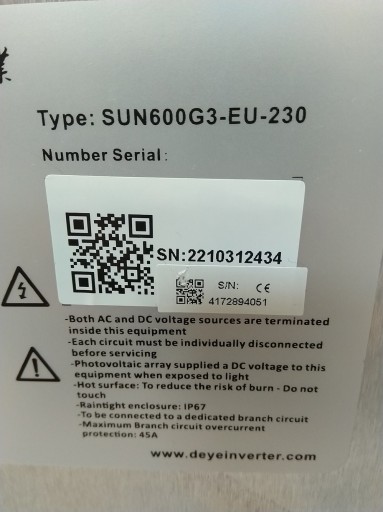 業
Type: SUN600G3-EU-230
Number Serial:
SN:2210312434
S/N: CE
4172894051
-Both AC and DC voltage sources are terminated
inside this equipment
-Each circuit must be individually disconnected
before servicing
-Photovoltaic array supplied a DC voltage to this
equipment when exposed to light
-Hot surface: To reduce the risk of burn - Do not
touch
-Raintight enclosure: IP67
-To be connected to a dedicated branch circuit
-Maximum Branch circuit overcurrent
protection: 45A
www.deyeinverter.com